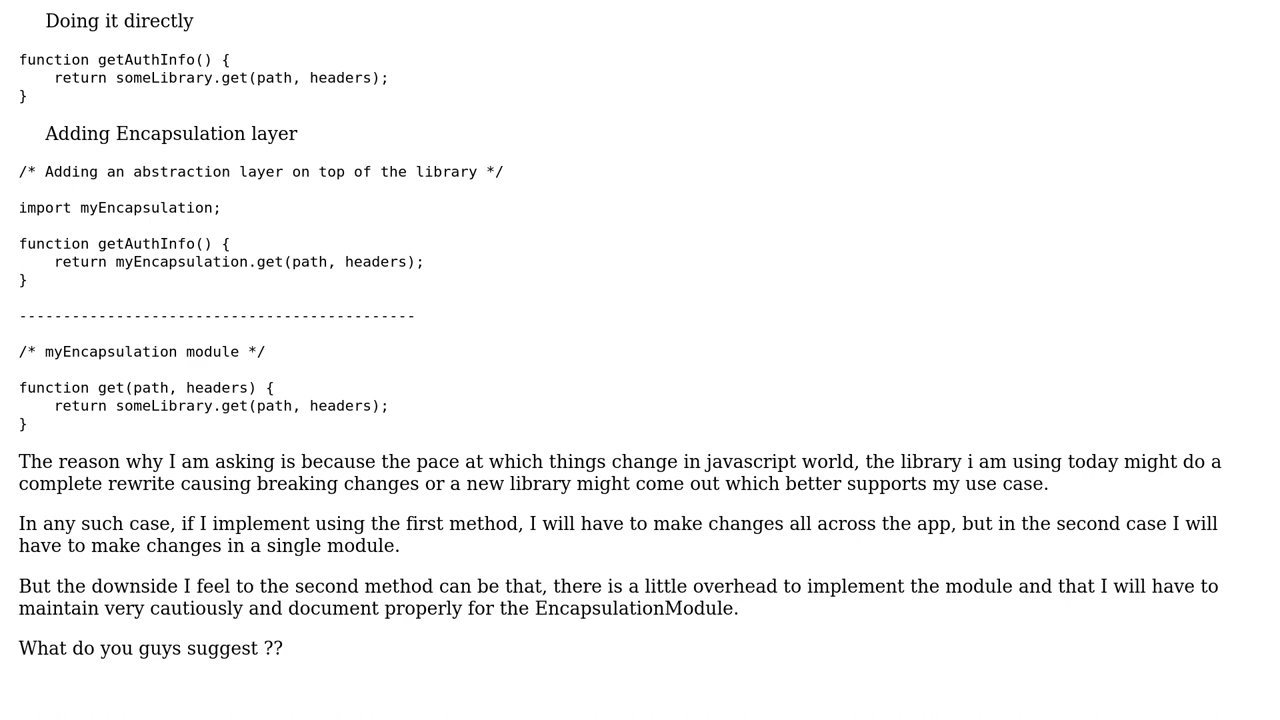 Doing it directly
function getAuthInfo() {
    return someLibrary.get(path, headers);
}
Adding Encapsulation layer
/* Adding an abstraction layer on top of the library */
import myEncapsulation;
function getAuthInfo() {
    return myEncapsulation.get(path, headers);
}
---------------------------------------------
/* myEncapsulation module */
function get(path, headers) {
    return someLibrary.get(path, headers);
}
The reason why I am asking is because the pace at which things change in javascript world, the library i am using today might do a
complete rewrite causing breaking changes or a new library might come out which better supports my use case.
In any such case, if I implement using the first method, I will have to make changes all across the app, but in the second case I will
have to make changes in a single module.
But the downside I feel to the second method can be that, there is a little overhead to implement the module and that I will have to
maintain very cautiously and document properly for the EncapsulationModule.
What do you guys suggest ??